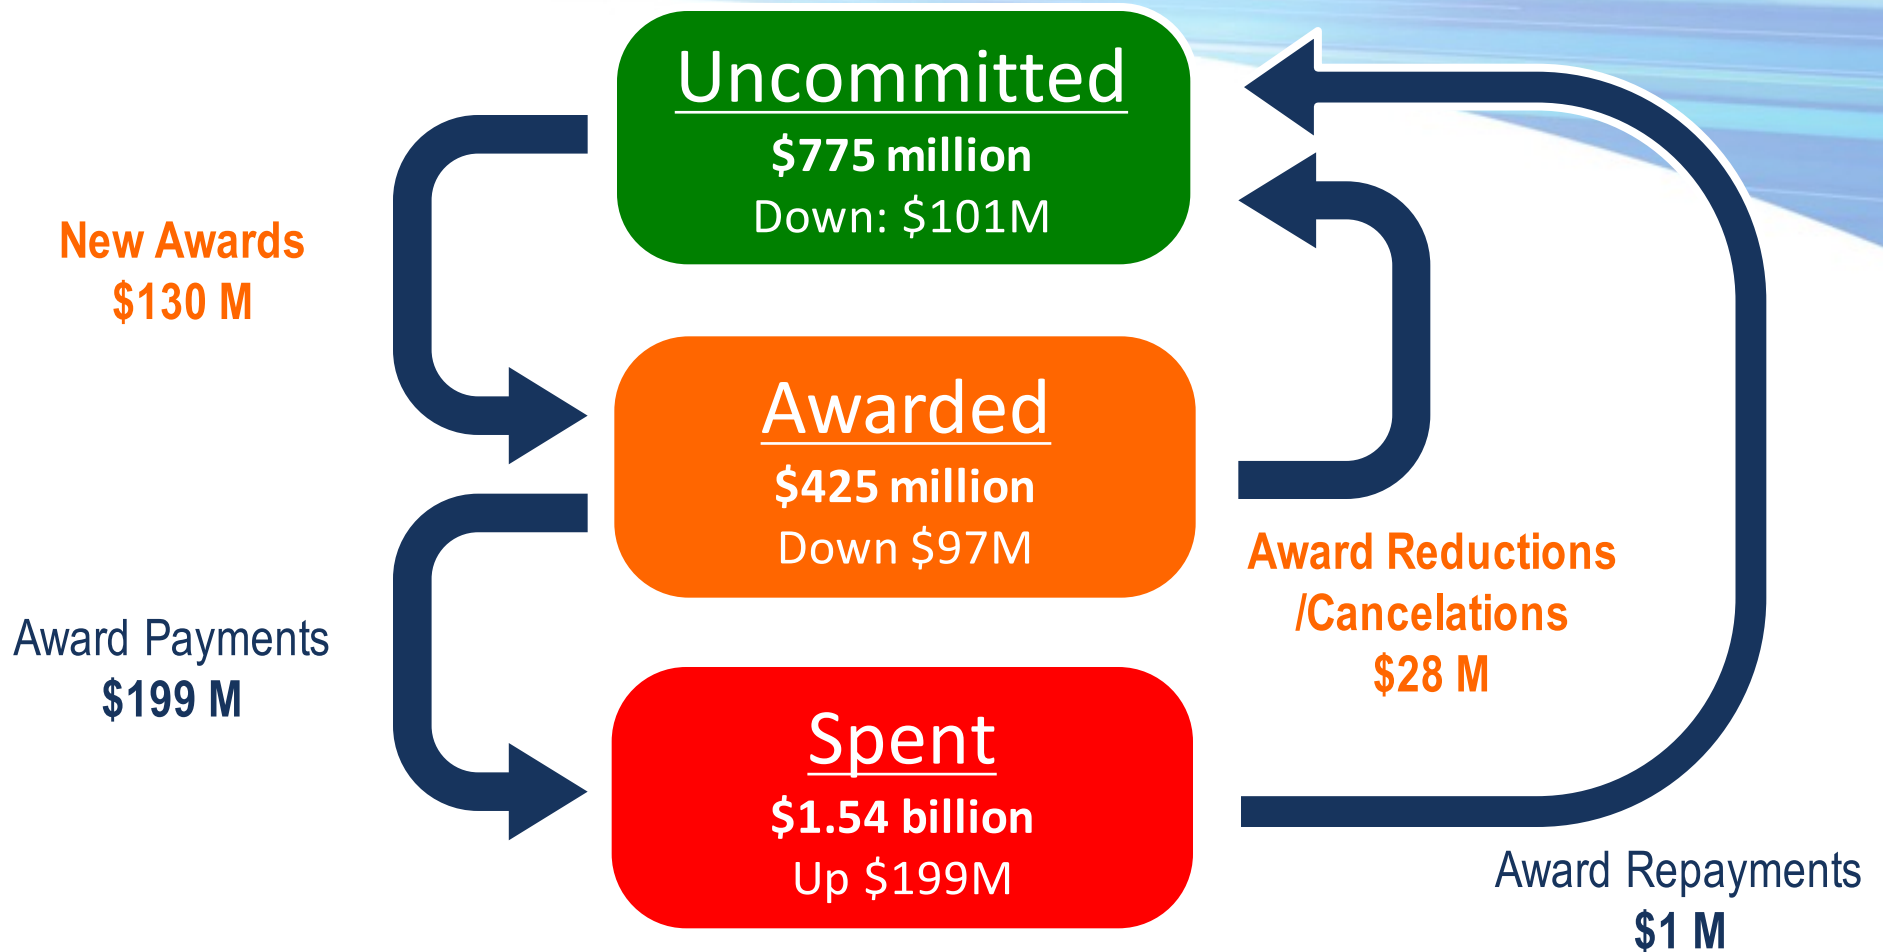 Uncommitted
$775 million
Down: $101M
New Awards
$130 M
Awarded
$425 million
Down $97M
Award Reductions
/Cancelations
$28 M
Award Payments
$199 M
Spent
$1.54 billion
Up $199M
Award Repayments
$1 M